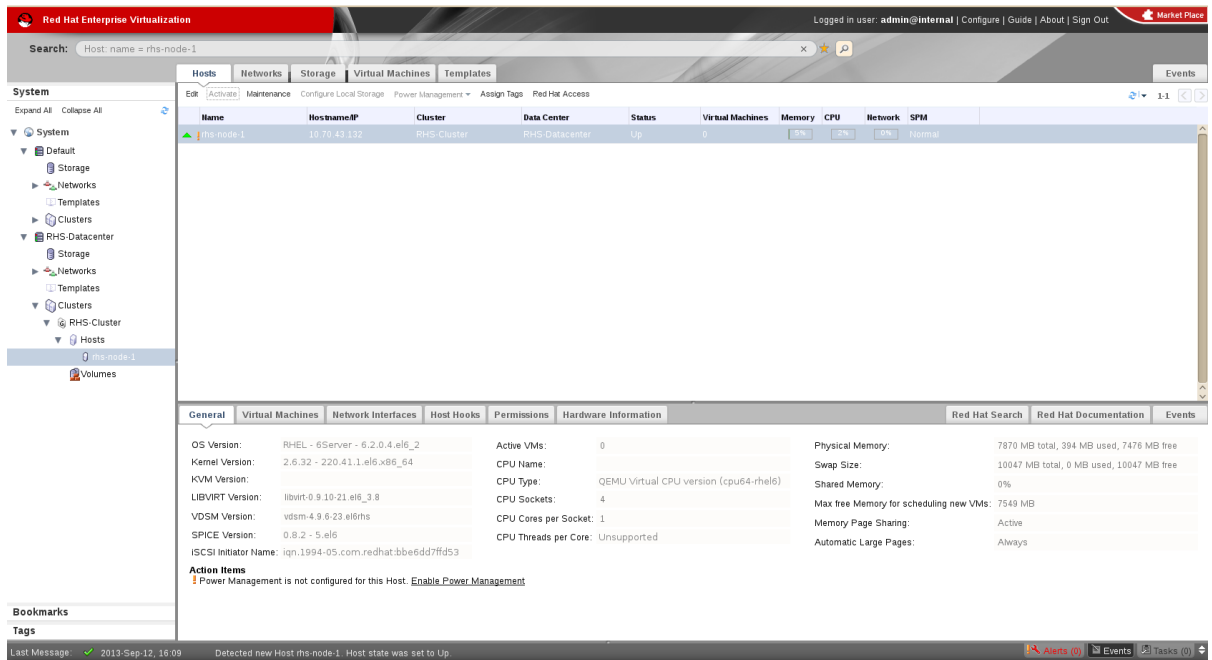 Red Hat Enterprise Virtualization
Logged in user: admin@internal | Configure | Guide | About | Sign Out
Market Place
Search: Host: name = rhs-node-1
Hosts Networks Storage Virtual Machines Templates Events
System
Expand All Collapse All
System
Default
Storage
Networks
Templates
Clusters
RHS-Datacenter
Storage
Networks
Templates
Clusters
RHS-Cluster
Hosts
rhs-node-1
Volumes
Bookmarks
Tags
Edit Activate Maintenance Configure Local Storage Power Management Assign Tags Red Hat Access 1-1
Name Hostname/IP Cluster Data Center Status Virtual Machines Memory CPU Network SPM
rhs-node-1 10.70.43.132 RHS-Cluster RHS-Datacenter Up 0 5% 2% 0% Normal
General Virtual Machines Network Interfaces Host Hooks Permissions Hardware Information Red Hat Search Red Hat Documentation Events
OS Version: RHEL - 6Server - 6.2.0.4.el6_2
Kernel Version: 2.6.32 - 220.41.1.el6.x86_64
KVM Version:
LIBVIRT Version: libvirt-0.9.10-21.el6_3.8
VDSM Version: vdsm-4.9.6-23.el6rhs
SPICE Version: 0.8.2 - 5.el6
iSCSI Initiator Name: iqn.1994-05.com.redhat:bbe6dd7ffd53
Active VMs: 0
CPU Name:
CPU Type: QEMU Virtual CPU version (cpu64-rhel6)
CPU Sockets: 4
CPU Cores per Socket: 1
CPU Threads per Core: Unsupported
Physical Memory: 7870 MB total, 394 MB used, 7476 MB free
Swap Size: 10047 MB total, 0 MB used, 10047 MB free
Shared Memory: 0%
Max free Memory for scheduling new VMs: 7549 MB
Memory Page Sharing: Active
Automatic Large Pages: Always
Action Items
Power Management is not configured for this Host. Enable Power Management
Last Message: 2013-Sep-12, 16:09 Detected new Host rhs-node-1. Host state was set to Up.
Alerts (0) Events Tasks (0)